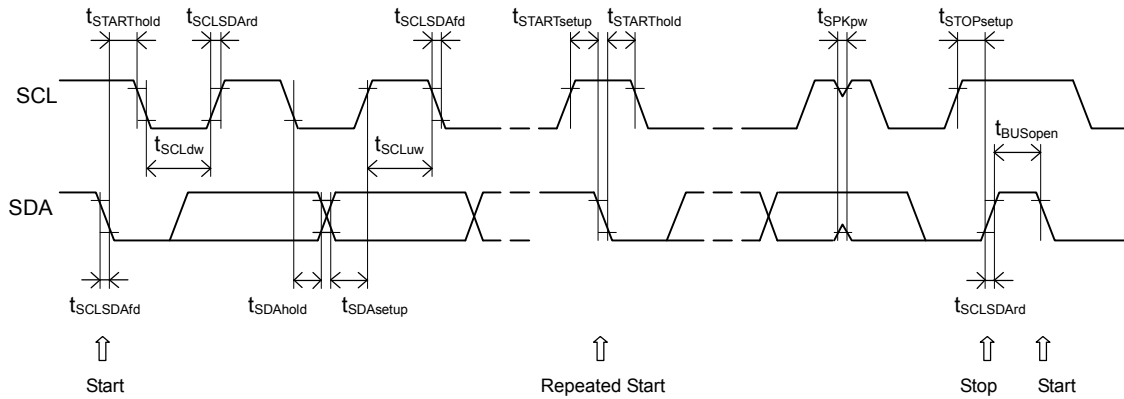 tSTARThold tSCLSDArd tSCLSDAfd tSTARTsetup tSTARThold tSPKpw tSTOPsetup
SCL
tSCLdw tSCLuw tBUSopen
SDA
tSCLSDAfd tSDAhold tSDAsetup tSCLSDArd
Start Repeated Start Stop Start